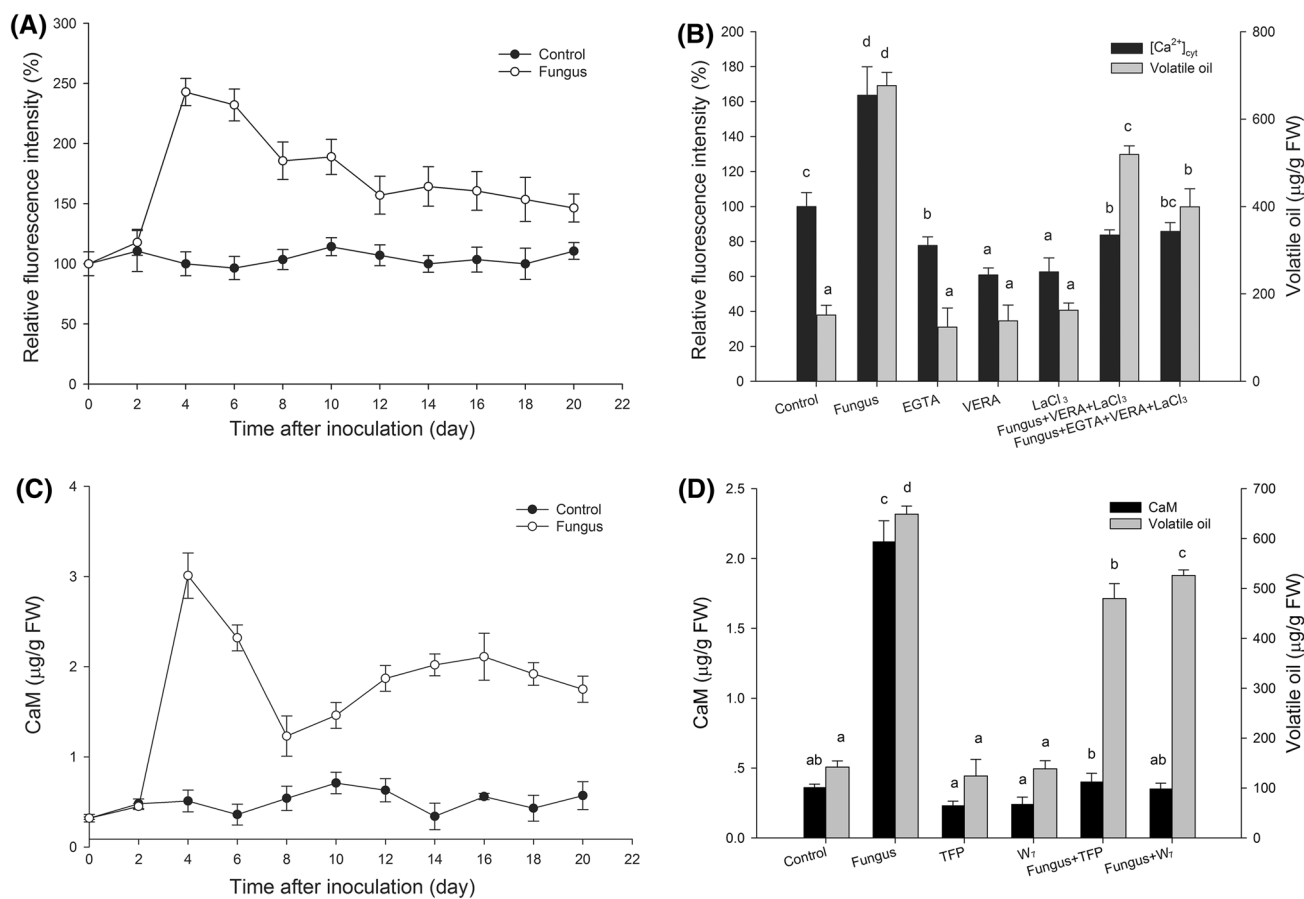 (A)
300
250
200
150
100
50
0
Relative fluorescence intensity (%)
Control
Fungus
0 2 4 6 8 10 12 14 16 18 20 22
Time after inoculation (day)
(B)
200
180
160
140
120
100
80
60
40
20
0
Relative fluorescence intensity (%)
[Ca²⁺]cyt
Volatile oil
800
600
400
200
0
Volatile oil (µg/g FW)
c a d d b a a a a a b c bc b
Control Fungus EGTA VERA LaCl₃ Fungus+VERA+LaCl₃ Fungus+EGTA+VERA+LaCl₃
(C)
4
3
2
1
0
CaM (µg/g FW)
Control
Fungus
0 2 4 6 8 10 12 14 16 18 20 22
Time after inoculation (day)
(D)
2.5
2.0
1.5
1.0
.5
0.0
CaM (µg/g FW)
CaM
Volatile oil
700
600
500
400
300
200
100
0
Volatile oil (µg/g FW)
ab a c d a a a a b b ab c
Control Fungus TFP W₇ Fungus+TFP Fungus+W₇